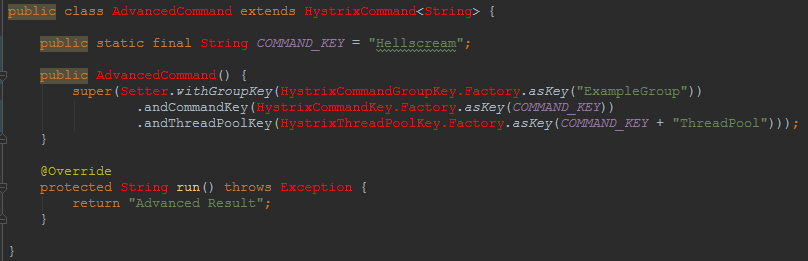 public class AdvancedCommand extends HystrixCommand<String> {
public static final String COMMAND_KEY = "Hellscream";
public AdvancedCommand() {
super(Setter.withGroupKey(HystrixCommandGroupKey.Factory.asKey("ExampleGroup"))
.andCommandKey(HystrixCommandKey.Factory.asKey(COMMAND_KEY))
.andThreadPoolKey(HystrixThreadPoolKey.Factory.asKey(COMMAND_KEY + "ThreadPool")));
}
@Override
protected String run() throws Exception {
return "Advanced Result";
}
}